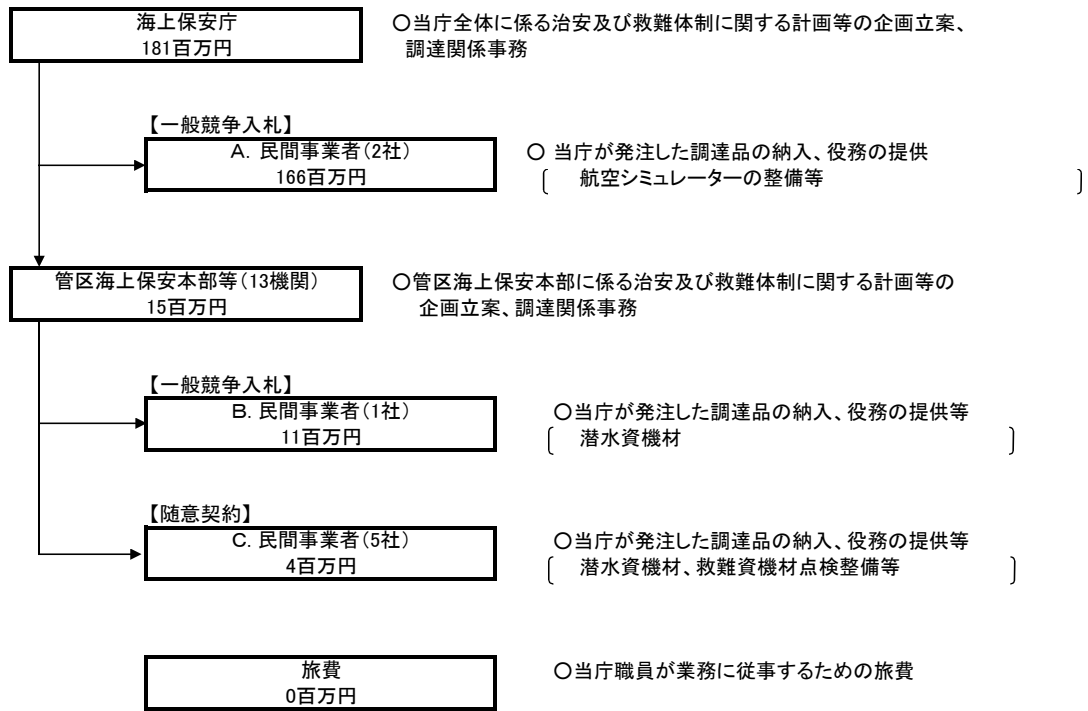 海上保安庁
181百万円
○当庁全体に係る治安及び救難体制に関する計画等の企画立案、
調達関係事務
【一般競争入札】
A. 民間事業者(2社)
166百万円
○ 当庁が発注した調達品の納入、役務の提供
航空シミュレーターの整備等
管区海上保安本部等(13機関)
15百万円
○管区海上保安本部に係る治安及び救難体制に関する計画等の
企画立案、調達関係事務
【一般競争入札】
B. 民間事業者(1社)
11百万円
○当庁が発注した調達品の納入、役務の提供等
潜水資機材
【随意契約】
C. 民間事業者(5社)
4百万円
○当庁が発注した調達品の納入、役務の提供等
潜水資機材、救難資機材点検整備等
旅費
0百万円
○当庁職員が業務に従事するための旅費